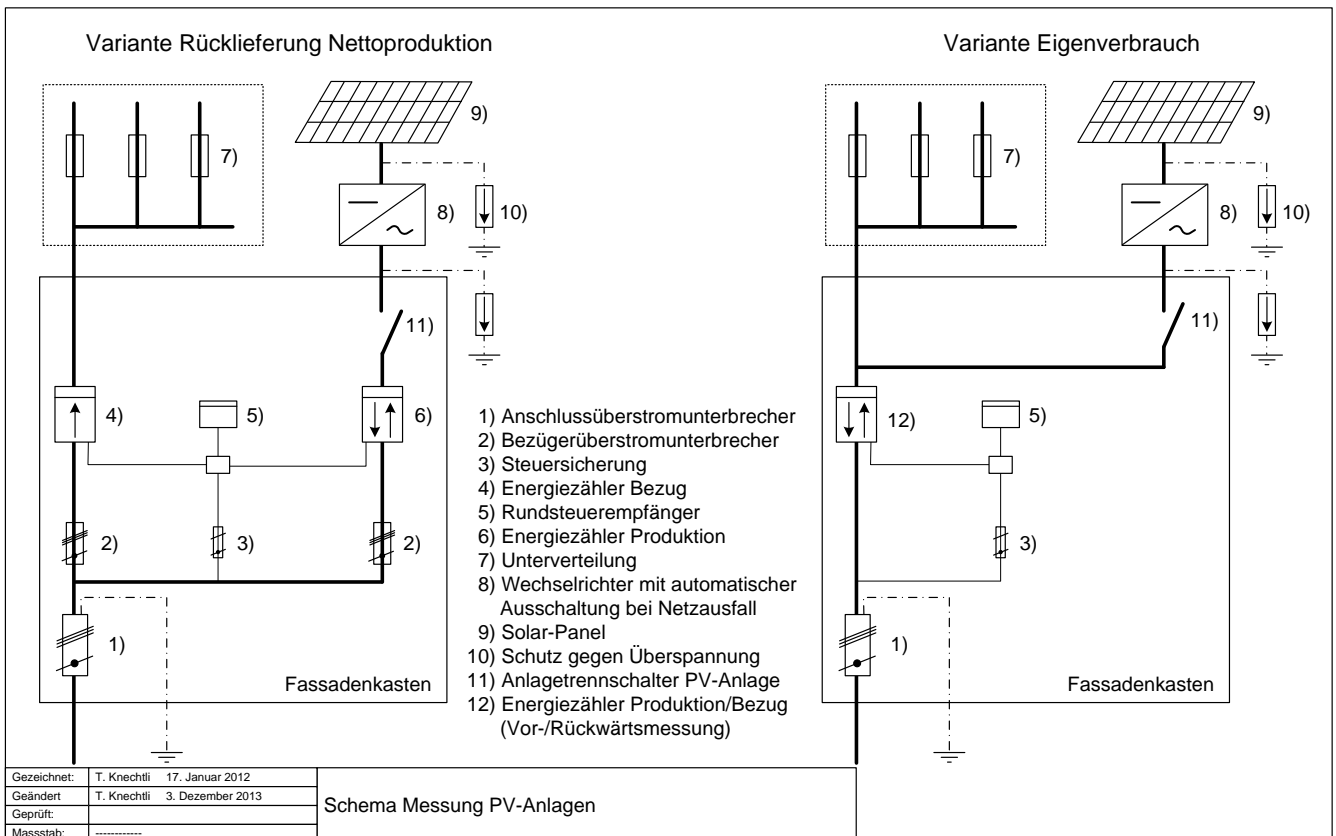 Variante Rücklieferung Nettoproduktion
9)
7)
8)
10)
11)
4)
5)
6)
2)
3)
2)
1)
Fassadenkasten
1) Anschlussüberstromunterbrecher
2) Bezügerüberstromunterbrecher
3) Steuersicherung
4) Energiezähler Bezug
5) Rundsteuerempfänger
6) Energiezähler Produktion
7) Unterverteilung
8) Wechselrichter mit automatischer
Ausschaltung bei Netzausfall
9) Solar-Panel
10) Schutz gegen Überspannung
11) Anlagetrennschalter PV-Anlage
12) Energiezähler Produktion/Bezug
(Vor-/Rückwärtsmessung)
Variante Eigenverbrauch
9)
7)
8)
10)
11)
12)
5)
3)
1)
Fassadenkasten
Gezeichnet: T. Knechtli 17. Januar 2012
Geändert T. Knechtli 3. Dezember 2013
Geprüft:
Massstab: ------------
Schema Messung PV-Anlagen